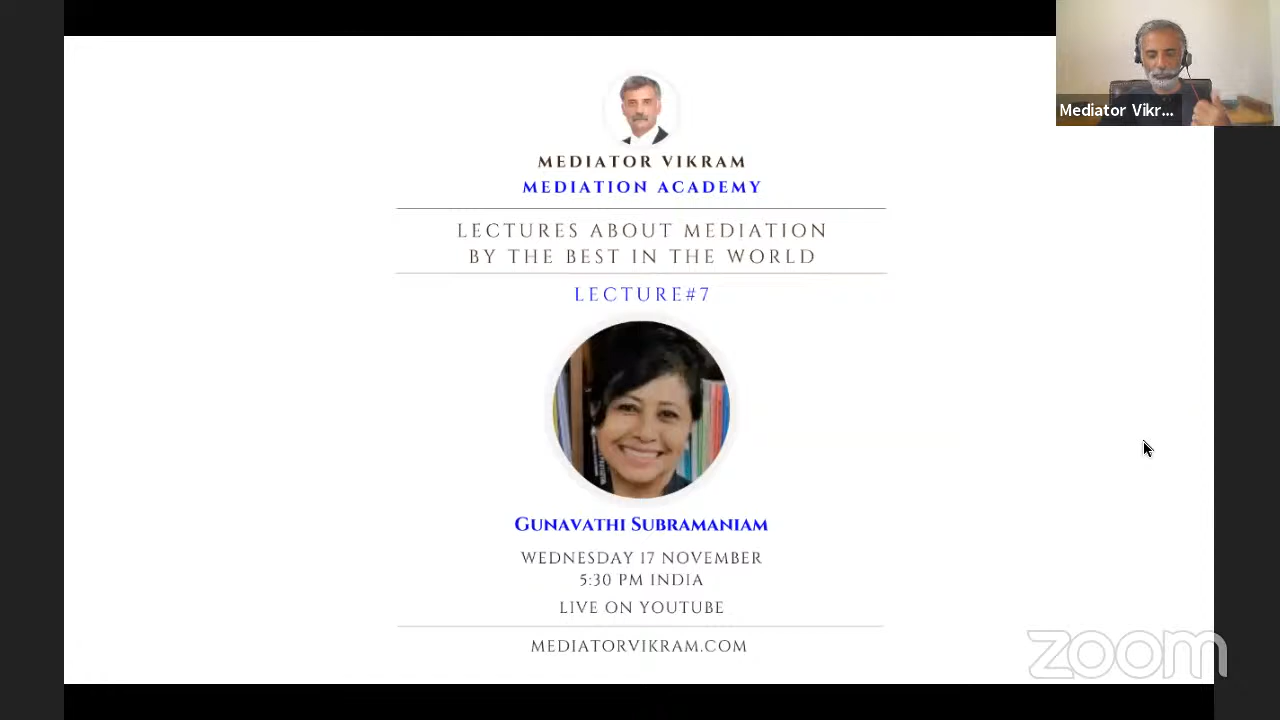 MEDIATOR VIKRAM
MEDIATION ACADEMY
LECTURES ABOUT MEDIATION
BY THE BEST IN THE WORLD
LECTURE#7
GUNAVATHI SUBRAMANIAM
WEDNESDAY 17 NOVEMBER
5:30 PM INDIA
LIVE ON YOUTUBE
MEDIATORVIKRAM.COM
Mediator Vikr...
zoom